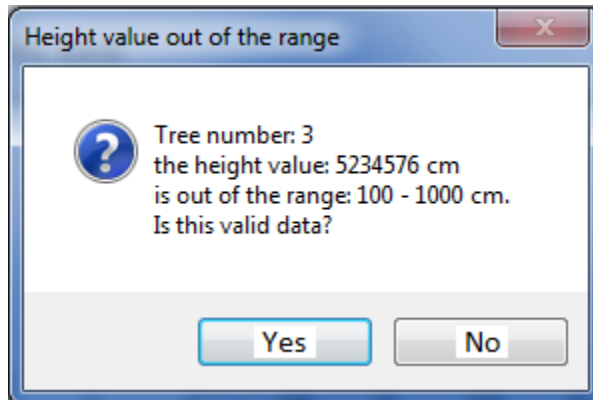 Height value out of the range
Tree number: 3
the height value: 5234576 cm
is out of the range: 100 - 1000 cm.
Is this valid data?
Yes
No